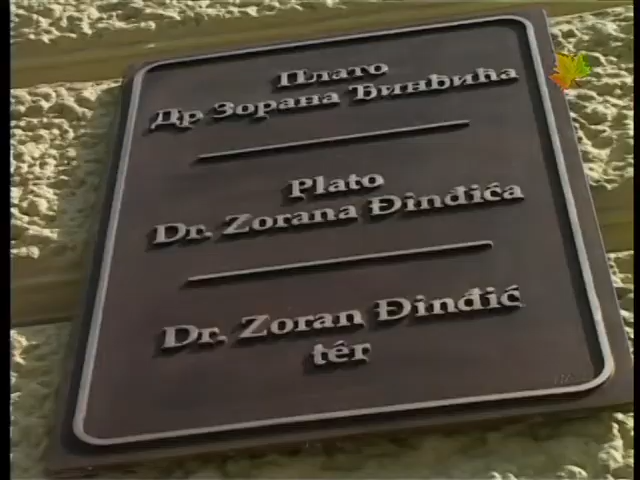 Плато
Др Зорана Ђинђића
Plato
Dr. Zorana Đinđića
Dr. Zoran Đinđić
tér